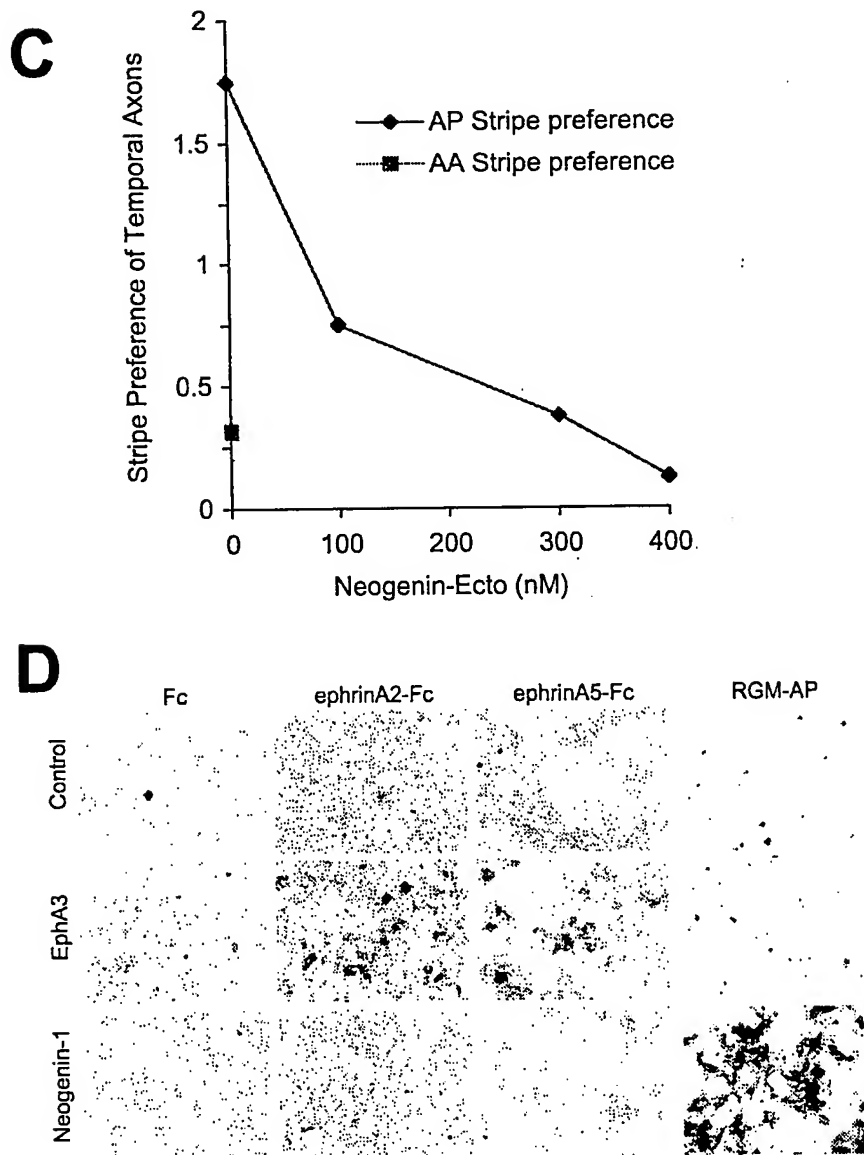 C
Stripe Preference of Temporal Axons
2
1.5
1
0.5
0
AP Stripe preference
AA Stripe preference
0 100 200 300 400
Neogenin-Ecto (nM)
D
Fc ephrinA2-Fc ephrinA5-Fc RGM-AP
Control
EphA3
Neogenin-1